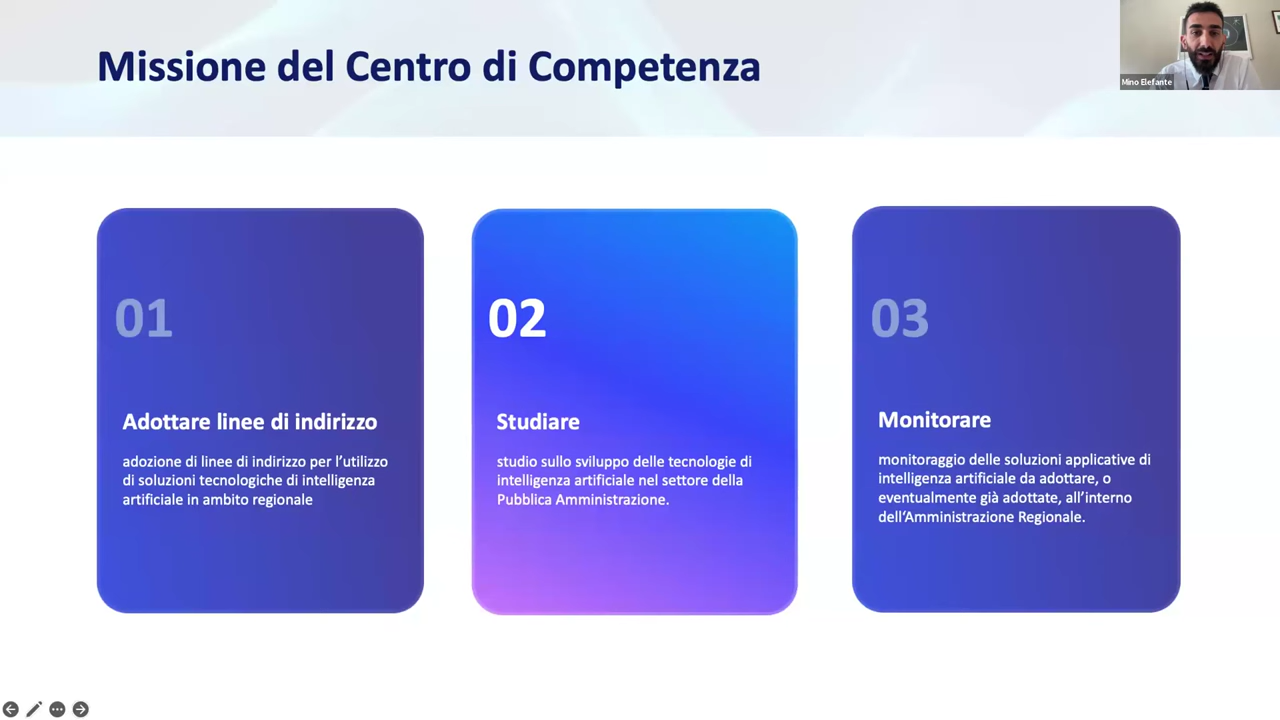 Missione del Centro di Competenza
Mino Elefante
01
Adottare linee di indirizzo
adozione di linee di indirizzo per l’utilizzo
di soluzioni tecnologiche di intelligenza
artificiale in ambito regionale
02
Studiare
studio sullo sviluppo delle tecnologie di
intelligenza artificiale nel settore della
Pubblica Amministrazione.
03
Monitorare
monitoraggio delle soluzioni applicative di
intelligenza artificiale da adottare, o
eventualmente già adottate, all’interno
dell‘Amministrazione Regionale.